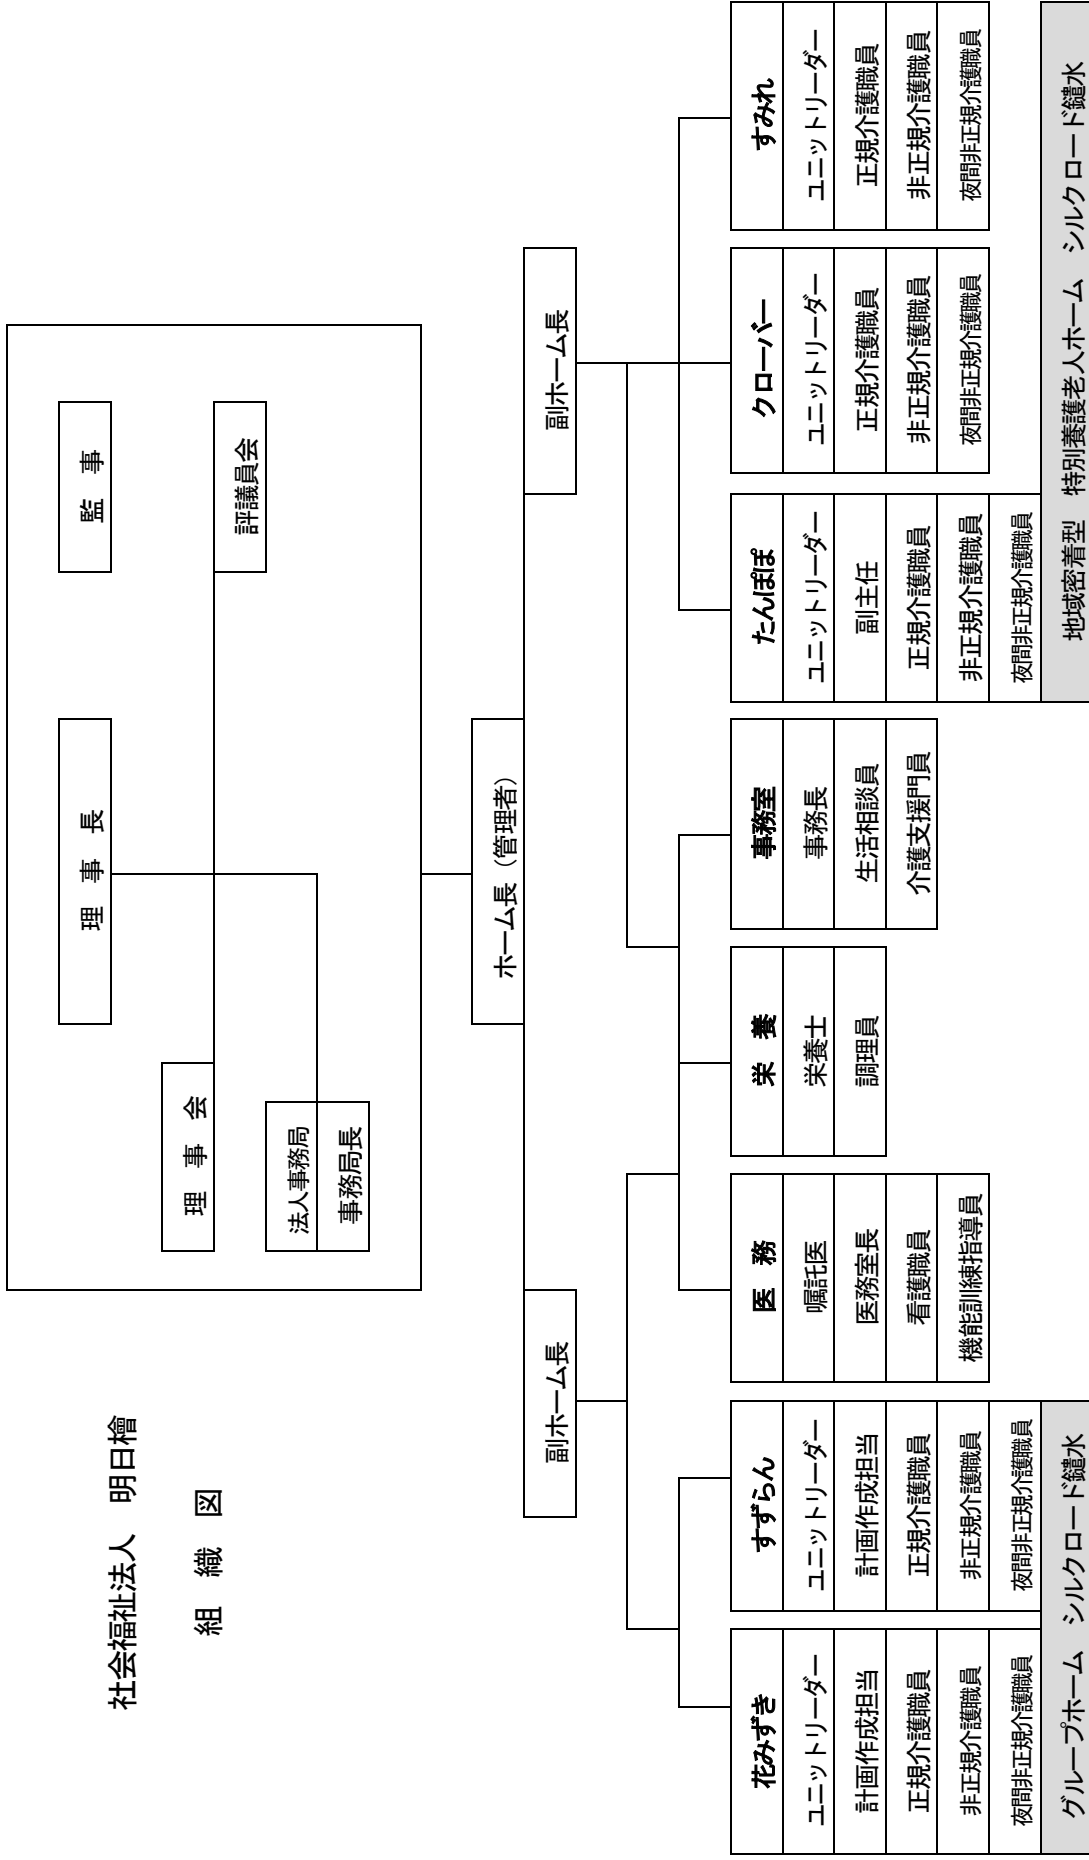 社会福祉法人　明日檜
組　織　図
理　事　長
監　事
理　事　会
評議員会
法人事務局
事務局長
ホーム長（管理者）
副ホーム長
副ホーム長
花みずき
ユニットリーダー
計画作成担当
正規介護職員
非正規介護職員
夜間非正規介護職員
すずらん
ユニットリーダー
計画作成担当
正規介護職員
非正規介護職員
夜間非正規介護職員
グループホーム　シルクロード鑓水
医　務
嘱託医
医務室長
看護職員
機能訓練指導員
栄　養
栄養士
調理員
事務室
事務長
生活相談員
介護支援門員
たんぽぽ
ユニットリーダー
副主任
正規介護職員
非正規介護職員
夜間非正規介護職員
クローバー
ユニットリーダー
正規介護職員
非正規介護職員
夜間非正規介護職員
すみれ
ユニットリーダー
正規介護職員
非正規介護職員
夜間非正規介護職員
地域密着型　特別養護老人ホーム　シルクロード鑓水